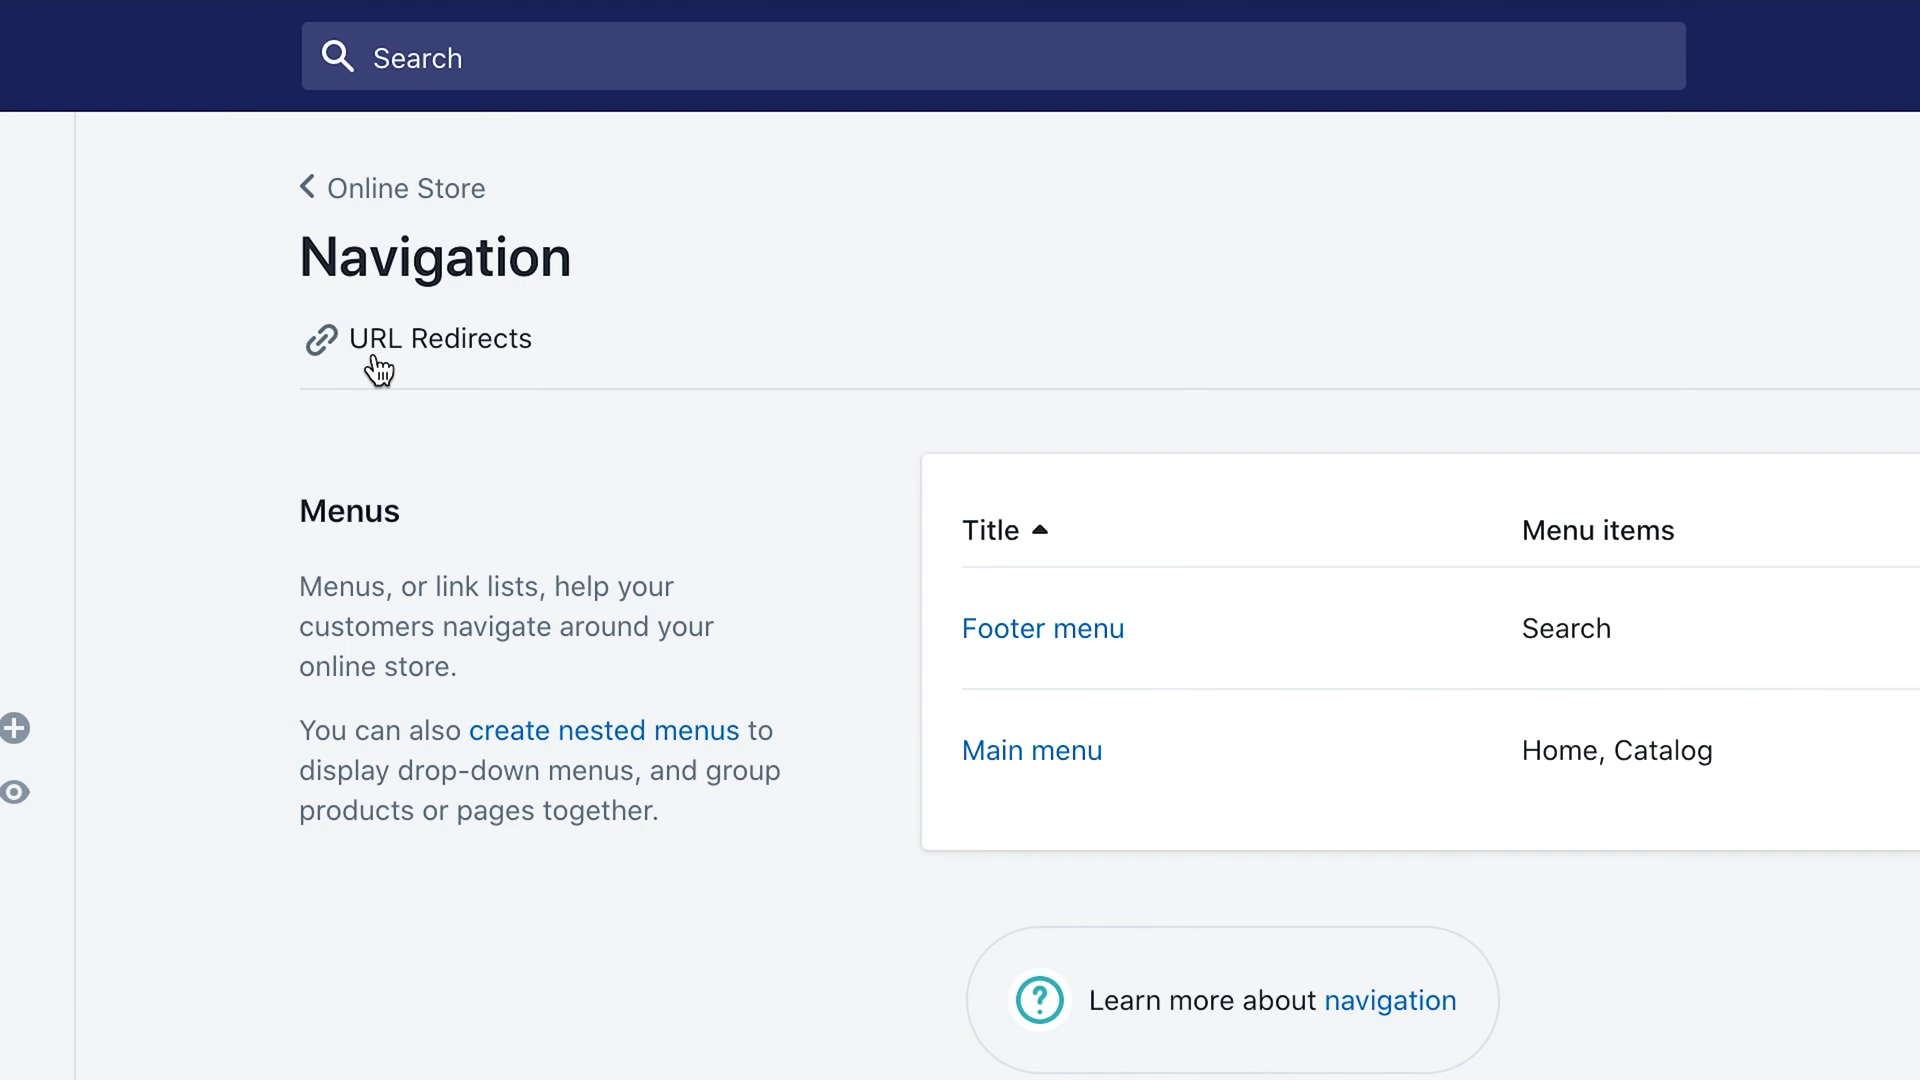 Search
Online Store
Navigation
URL Redirects
Menus
Menus, or link lists, help your
customers navigate around your
online store.
You can also create nested menus to
display drop-down menus, and group
products or pages together.
Title Menu items
Footer menu Search
Main menu Home, Catalog
Learn more about navigation